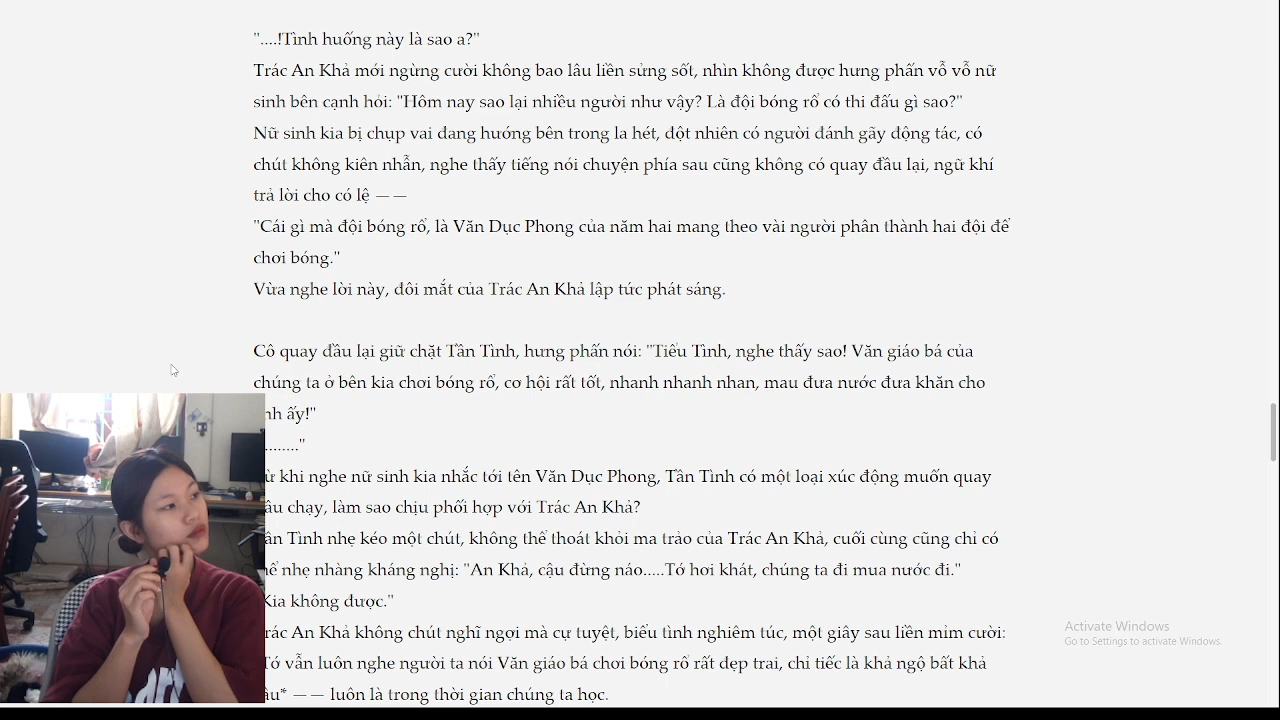 "....!Tình huống này là sao a?"
Trác An Khả mới ngừng cười không bao lâu liền sửng sốt, nhìn không được hưng phấn vỗ vỗ nữ
sinh bên cạnh hỏi: "Hôm nay sao lại nhiều người như vậy? Là đội bóng rổ có thi đấu gì sao?"
Nữ sinh kia bị chụp vai đang hướng bên trong la hét, đột nhiên có người đánh gãy động tác, có
chút không kiên nhẫn, nghe thấy tiếng nói chuyện phía sau cũng không có quay đầu lại, ngữ khí
trả lời cho có lệ ——
"Cái gì mà đội bóng rổ, là Văn Dục Phong của năm hai mang theo vài người phân thành hai đội để
chơi bóng."
Vừa nghe lời này, đôi mắt của Trác An Khả lập tức phát sáng.
Cô quay đầu lại giữ chặt Tần Tình, hưng phấn nói: "Tiểu Tình, nghe thấy sao! Văn giáo bá của
chúng ta ở bên kia chơi bóng rổ, cơ hội rất tốt, nhanh nhanh nhan, mau đưa nước đưa khăn cho
nh ấy!"
........"
khi nghe nữ sinh kia nhắc tới tên Văn Dục Phong, Tần Tình có một loại xúc động muốn quay
chạy, làm sao chịu phối hợp với Trác An Khả?
Tình nhẹ kéo một chút, không thể thoát khỏi ma trảo của Trác An Khả, cuối cùng cũng chỉ có
nhẹ nhàng kháng nghị: "An Khả, cậu đừng náo.....Tớ hơi khát, chúng ta đi mua nước đi."
Kia không được."
rác An Khả không chút nghĩ ngợi mà cự tuyệt, biểu tình nghiêm túc, một giây sau liền mỉm cười:
Tớ vẫn luôn nghe người ta nói Văn giáo bá chơi bóng rổ rất đẹp trai, chỉ tiếc là khả ngộ bất khả
ầu* —— luôn là trong thời gian chúng ta học.
Activate Windows
Go to Settings to activate Windows.